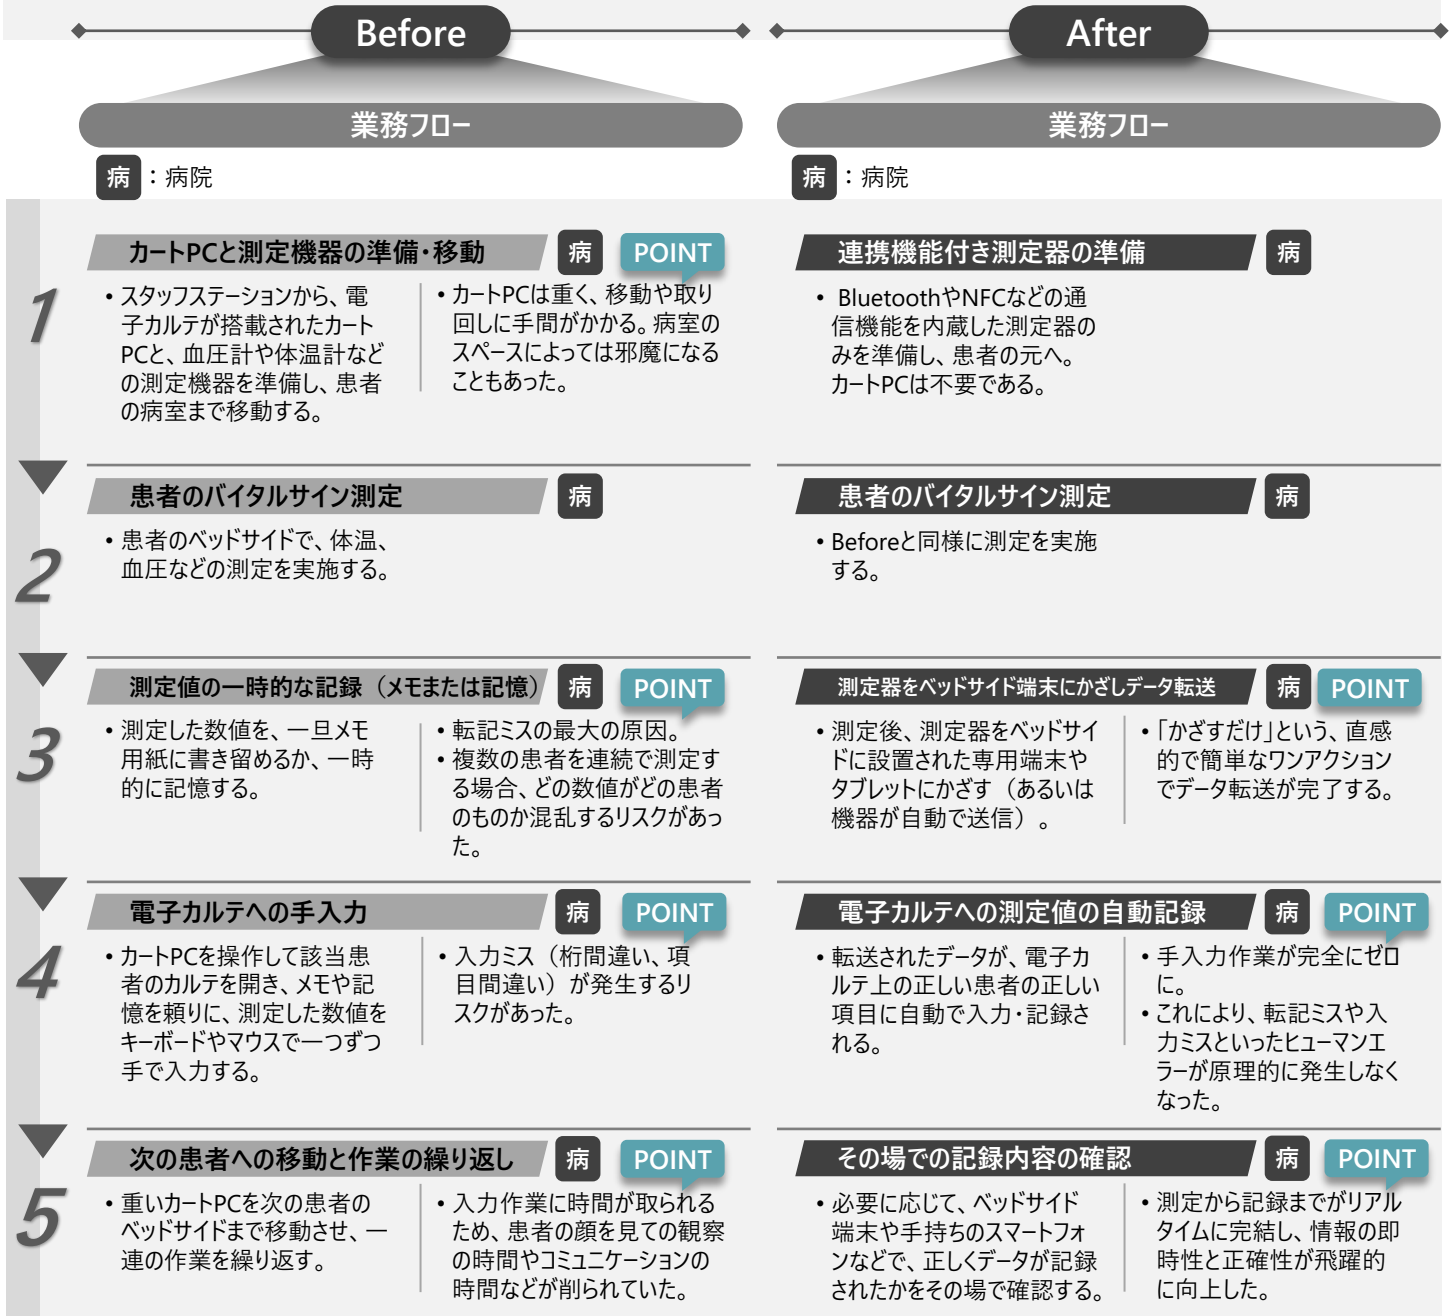 Before
業務フロー
病：病院
After
業務フロー
病：病院
1
カートPCと測定機器の準備・移動 病 POINT
• スタッフステーションから、電
子カルテが搭載されたカート
PCと、血圧計や体温計など
の測定機器を準備し、患者
の病室まで移動する。
• カートPCは重く、移動や取り
回しに手間がかかる。病室の
スペースによっては邪魔になる
こともあった。
連携機能付き測定器の準備 病
• BluetoothやNFCなどの通
信機能を内蔵した測定器の
みを準備し、患者の元へ。
カートPCは不要である。
2
患者のバイタルサイン測定 病
• 患者のベッドサイドで、体温、
血圧などの測定を実施する。
患者のバイタルサイン測定 病
• Beforeと同様に測定を実施
する。
3
測定値の一時的な記録（メモまたは記憶） 病 POINT
• 測定した数値を、一旦メモ
用紙に書き留めるか、一時
的に記憶する。
• 転記ミスの最大の原因。
• 複数の患者を連続で測定す
る場合、どの数値がどの患者
のものか混乱するリスクがあっ
た。
測定器をベッドサイド端末にかざしデータ転送 病 POINT
• 測定後、測定器をベッドサイ
ドに設置された専用端末や
タブレットにかざす（あるいは
機器が自動で送信）。
• 「かざすだけ」という、直感
的で簡単なワンアクション
でデータ転送が完了する。
4
電子カルテへの手入力 病 POINT
• カートPCを操作して該当患
者のカルテを開き、メモや記
憶を頼りに、測定した数値を
キーボードやマウスで一つずつ
手で入力する。
• 入力ミス（桁間違い、項
目間違い）が発生するリ
スクがあった。
電子カルテへの測定値の自動記録 病 POINT
• 転送されたデータが、電子カ
ルテ上の正しい患者の正しい
項目に自動で入力・記録さ
れる。
• 手入力作業が完全にゼロ
に。
• これにより、転記ミスや入
力ミスといったヒューマンエ
ラーが原理的に発生しなく
なった。
5
次の患者への移動と作業の繰り返し 病 POINT
• 重いカートPCを次の患者の
ベッドサイドまで移動させ、一
連の作業を繰り返す。
• 入力作業に時間が取られる
ため、患者の顔を見ての観察
の時間やコミュニケーションの
時間などが削られていた。
その場での記録内容の確認 病 POINT
• 必要に応じて、ベッドサイド
端末や手持ちのスマートフォ
ンなどで、正しくデータが記録
されたかをその場で確認する。
• 測定から記録までがリアル
タイムに完結し、情報の即
時性と正確性が飛躍的
に向上した。